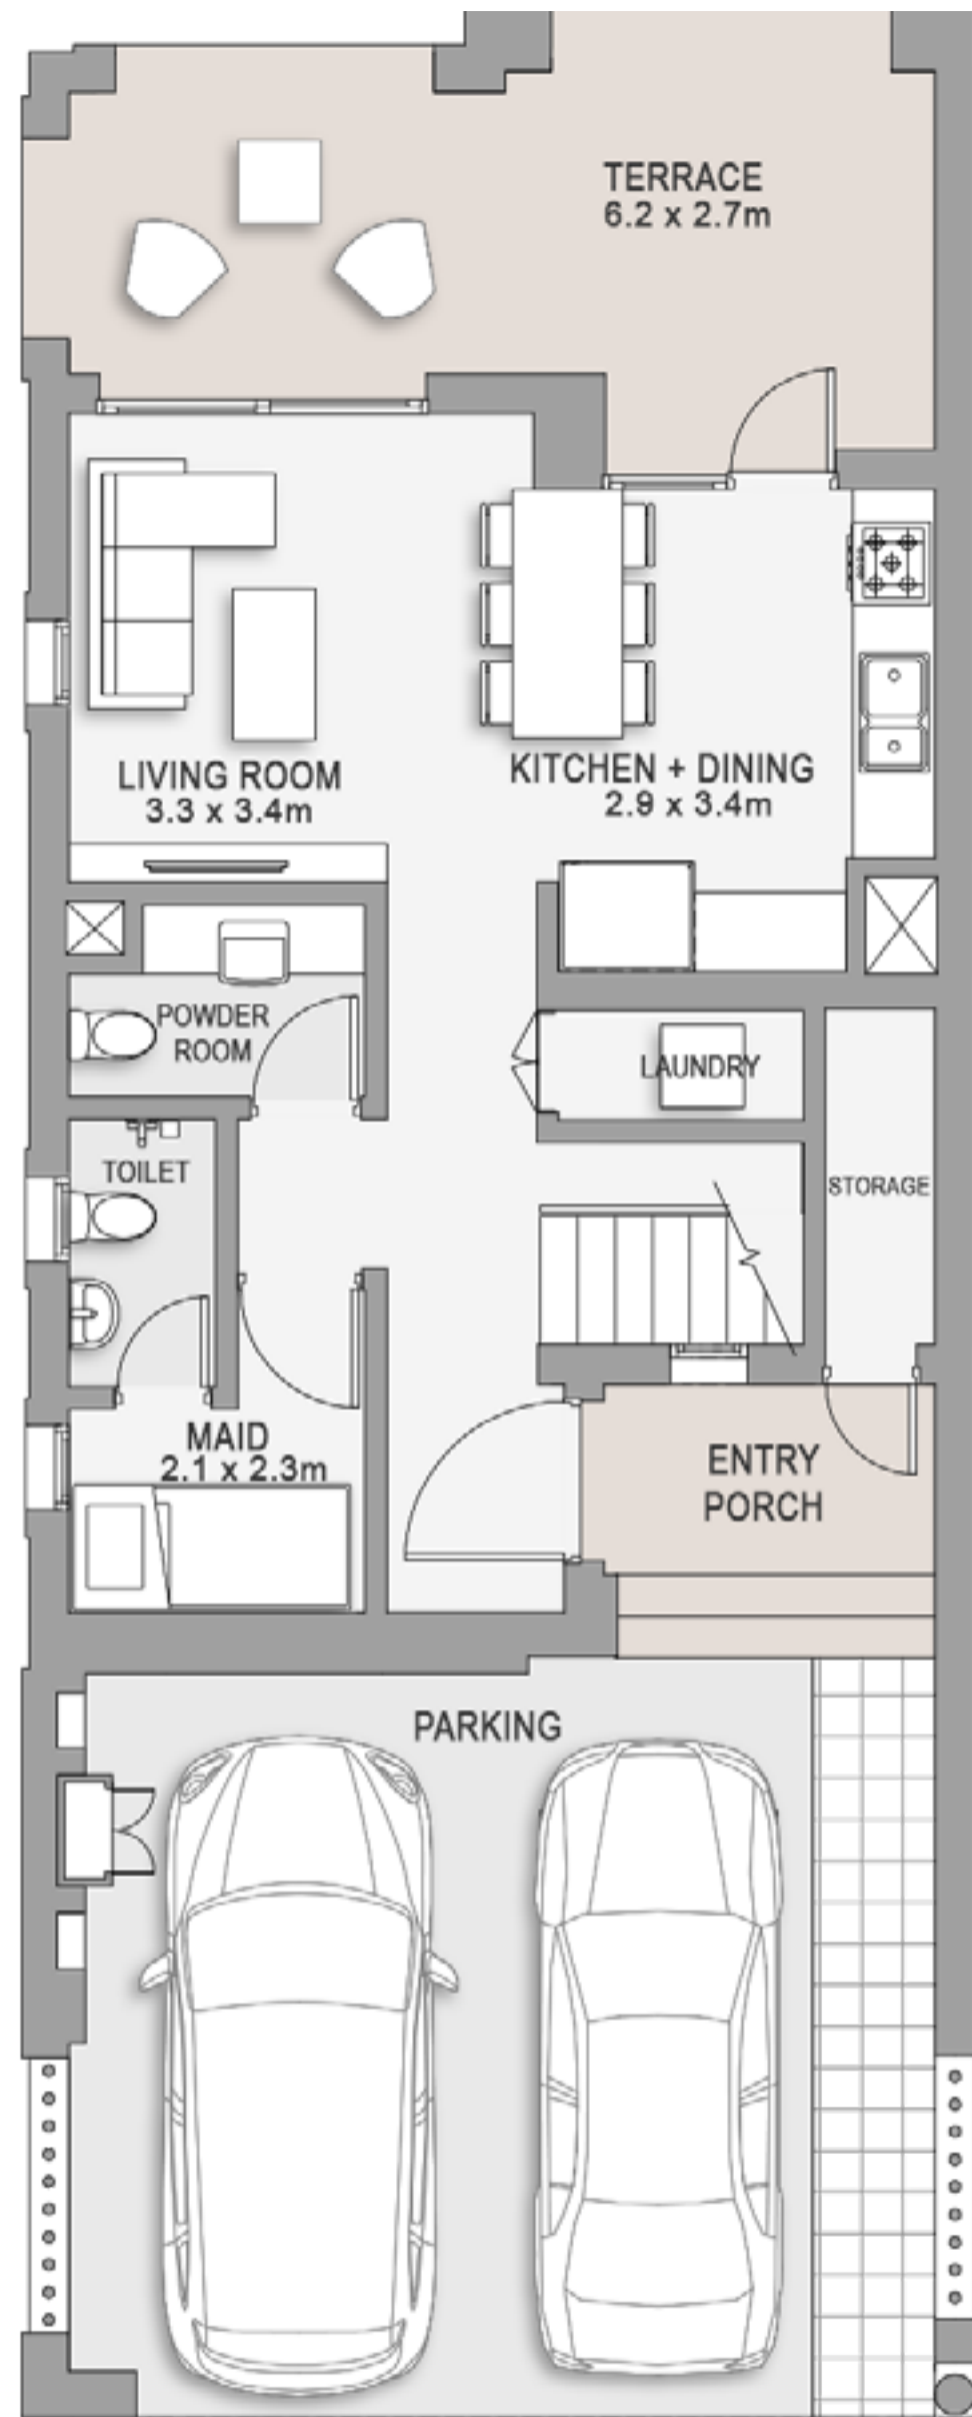 TERRACE
6.2 x 2.7m
LIVING ROOM
3.3 x 3.4m
KITCHEN + DINING
2.9 x 3.4m
POWDER
ROOM
LAUNDRY
TOILET
STORAGE
MAID
2.1 x 2.3m
ENTRY
PORCH
PARKING